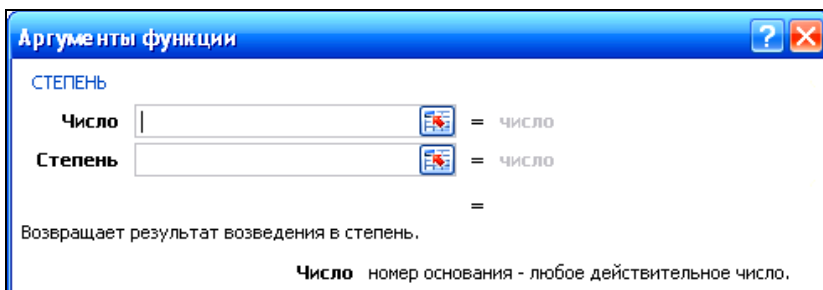 Аргументы функции
СТЕПЕНЬ
Число = число
Степень = число
=
Возвращает результат возведения в степень.
Число номер основания - любое действительное число.